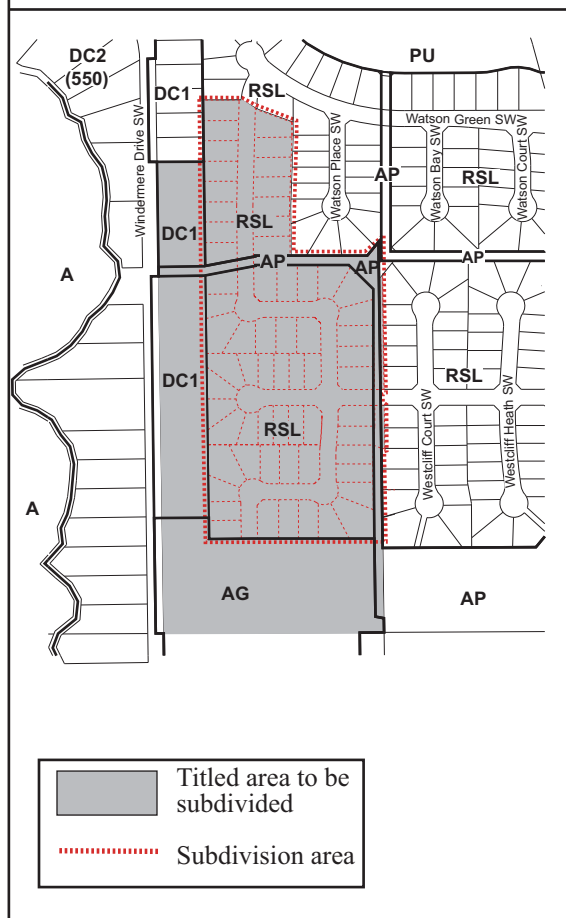 DC2
(550)
DC1
RSL
PU
Windermere Drive SW
Watson Green SW
Watson Place SW
Watson Bay SW
Watson Court SW
AP
RSL
RSL
DC1
AP
AP
AP
A
DC1
RSL
RSL
Westcliff Court SW
Westcliff Heath SW
A
AG
AP
Titled area to be
subdivided
Subdivision area